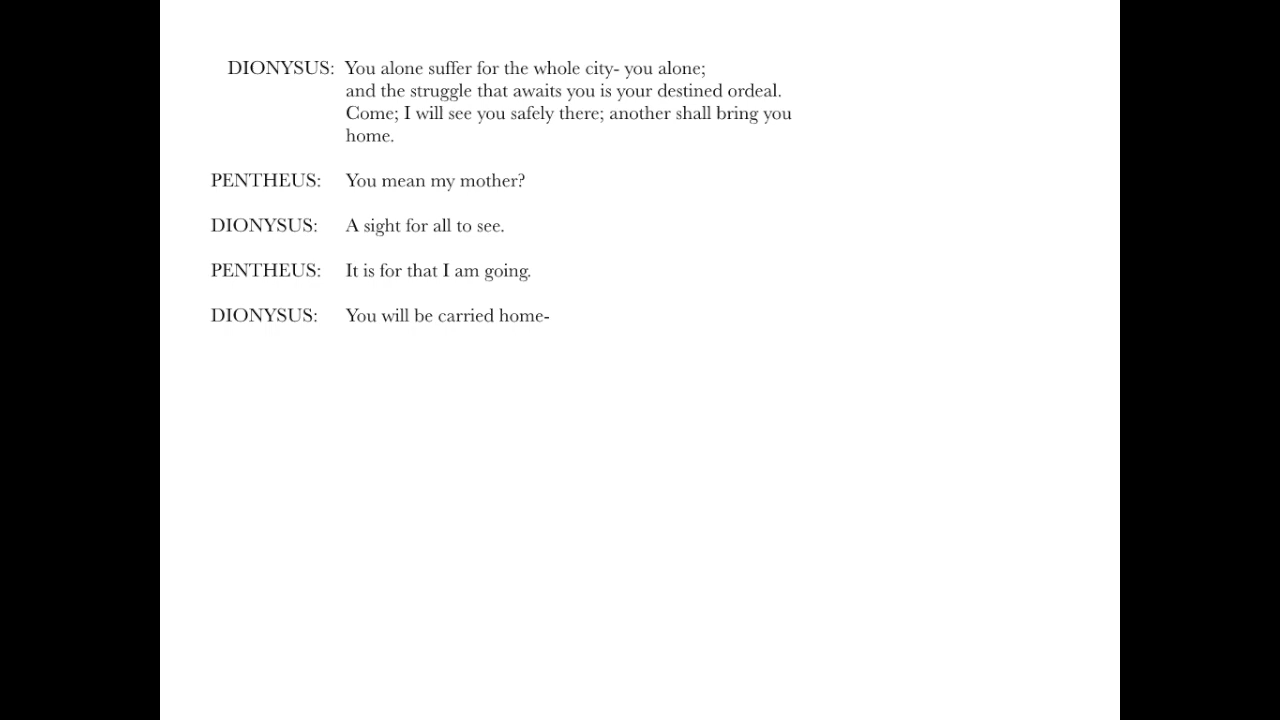 DIONYSUS: You alone suffer for the whole city- you alone;
and the struggle that awaits you is your destined ordeal.
Come; I will see you safely there; another shall bring you
home.
PENTHEUS: You mean my mother?
DIONYSUS: A sight for all to see.
PENTHEUS: It is for that I am going.
DIONYSUS: You will be carried home-